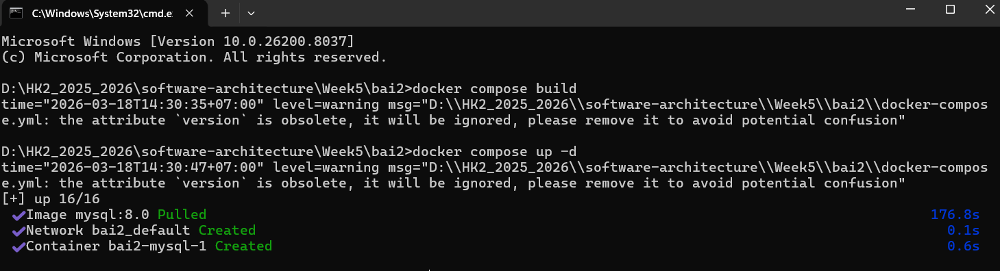 C:\Windows\System32\cmd.e
Microsoft Windows [Version 10.0.26200.8037]
(c) Microsoft Corporation. All rights reserved.
D:\HK2_2025_2026\software-architecture\Week5\bai2>docker compose build
time="2026-03-18T14:30:35+07:00" level=warning msg="D:\\HK2_2025_2026\\software-architecture\\Week5\\bai2\\docker-compos
e.yml: the attribute `version` is obsolete, it will be ignored, please remove it to avoid potential confusion"
D:\HK2_2025_2026\software-architecture\Week5\bai2>docker compose up -d
time="2026-03-18T14:30:47+07:00" level=warning msg="D:\\HK2_2025_2026\\software-architecture\\Week5\\bai2\\docker-compos
e.yml: the attribute `version` is obsolete, it will be ignored, please remove it to avoid potential confusion"
[+] up 16/16
✔Image mysql:8.0 Pulled 176.8s
✔Network bai2_default Created 0.1s
✔Container bai2-mysql-1 Created 0.6s